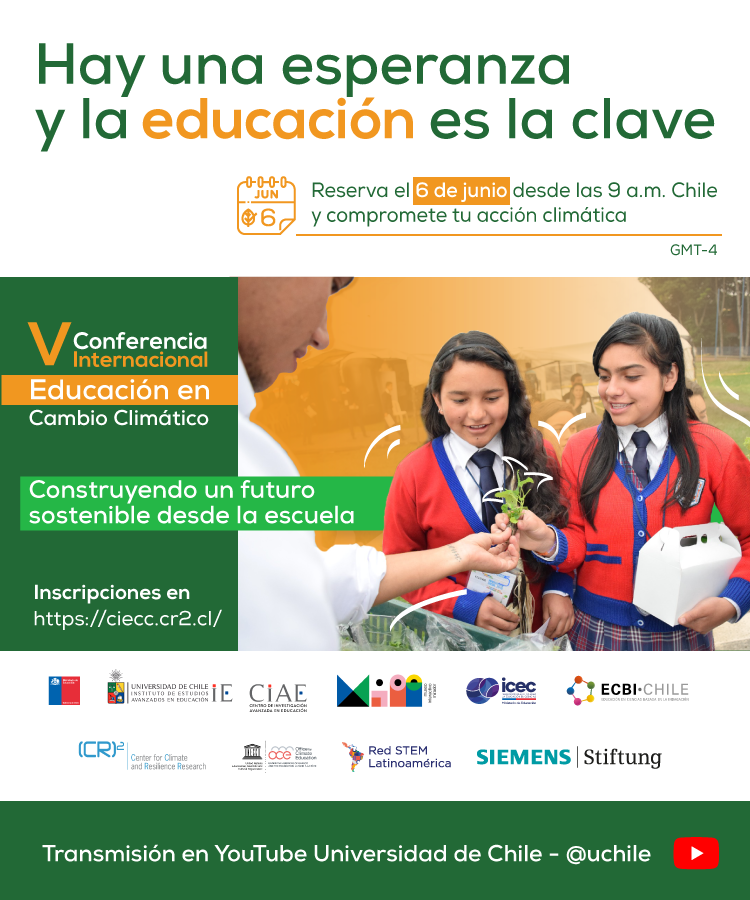 Hay una esperanza
y la educación es la clave
JUN
6
Reserva el 6 de junio desde las 9 a.m. Chile
y compromete tu acción climática
GMT-4
V Conferencia
Internacional
Educación en
Cambio Climático
Construyendo un futuro
sostenible desde la escuela
Inscripciones en
https://ciecc.cr2.cl/
UNIVERSIDAD DE CHILE
INSTITUTO DE ESTUDIOS
AVANZADOS EN EDUCACIÓN
iE
CIAE
CENTRO DE INVESTIGACIÓN
AVANZADA EN EDUCACIÓN
icec
ECBI·CHILE
(CR)2
Center for Climate
and Resilience Research
oce
Office for
Climate
Education
Red STEM
Latinoamérica
SIEMENS | Stiftung
Transmisión en YouTube Universidad de Chile - @uchile